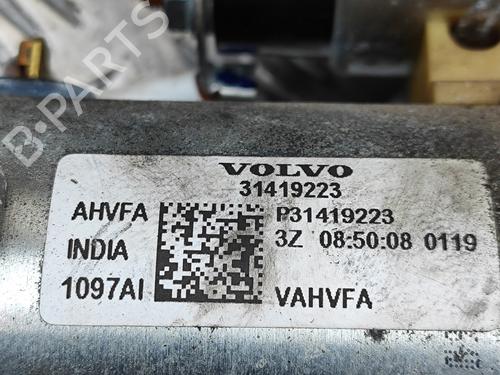 B-PARTS
VOLVO
31419223
AHVFA P31419223
INDIA 3Z 08:50:08 0119
1097AI VAHVFA